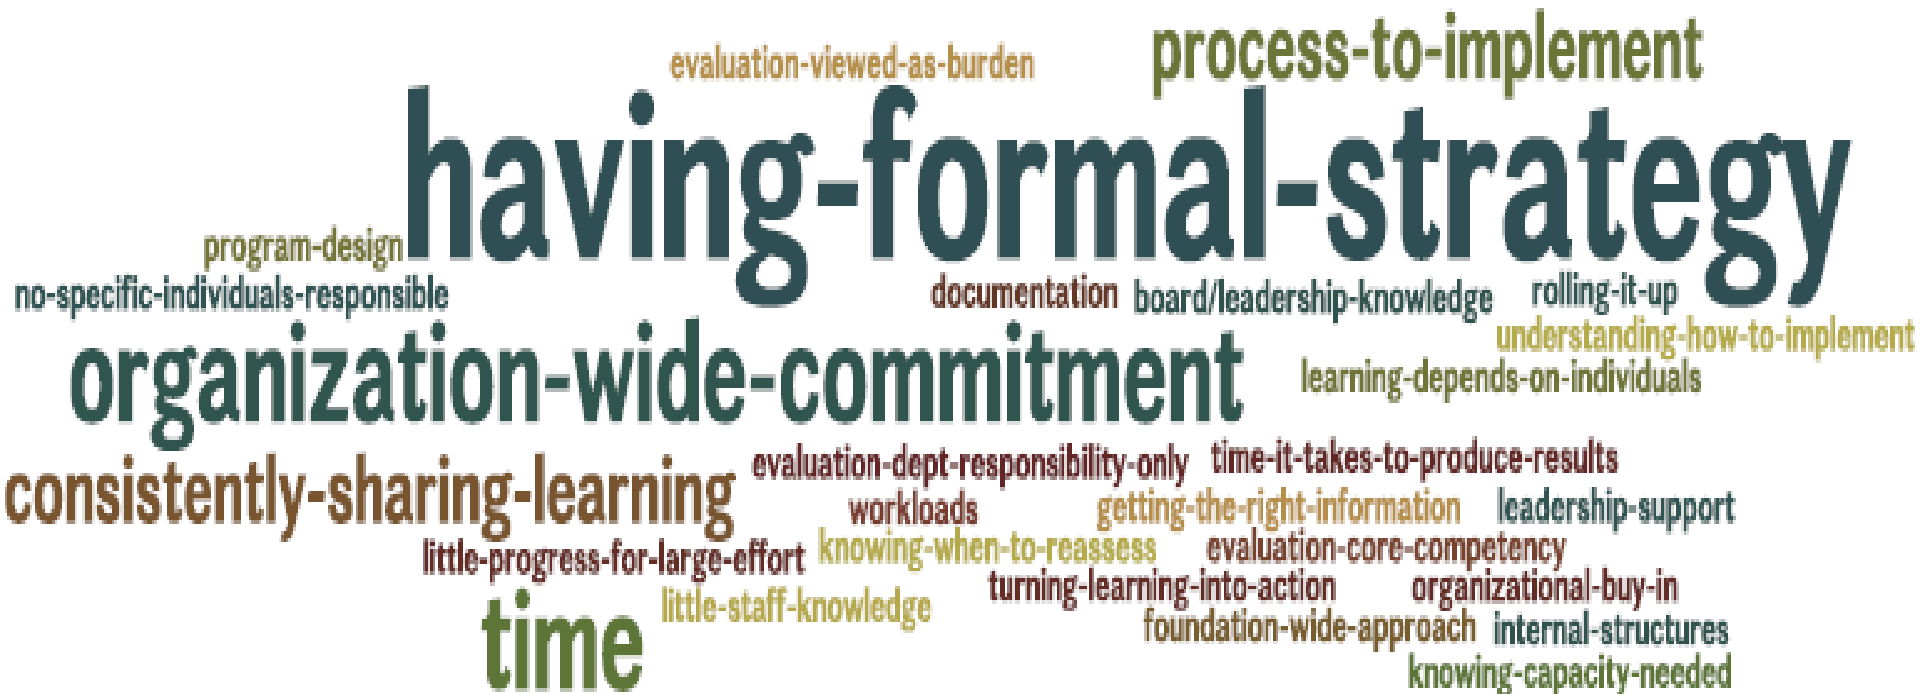 process-to-implement
evaluation-viewed-as-burden
having-formal-strategy
program-design
no-specific-individuals-responsible
documentation
board/leadership-knowledge
rolling-it-up
understanding-how-to-implement
organization-wide-commitment
learning-depends-on-individuals
consistently-sharing-learning
evaluation-dept-responsibility-only
time-it-takes-to-produce-results
workloads
getting-the-right-information
leadership-support
little-progress-for-large-effort
knowing-when-to-reassess
evaluation-core-competency
turning-learning-into-action
organizational-buy-in
time
little-staff-knowledge
foundation-wide-approach
internal-structures
knowing-capacity-needed